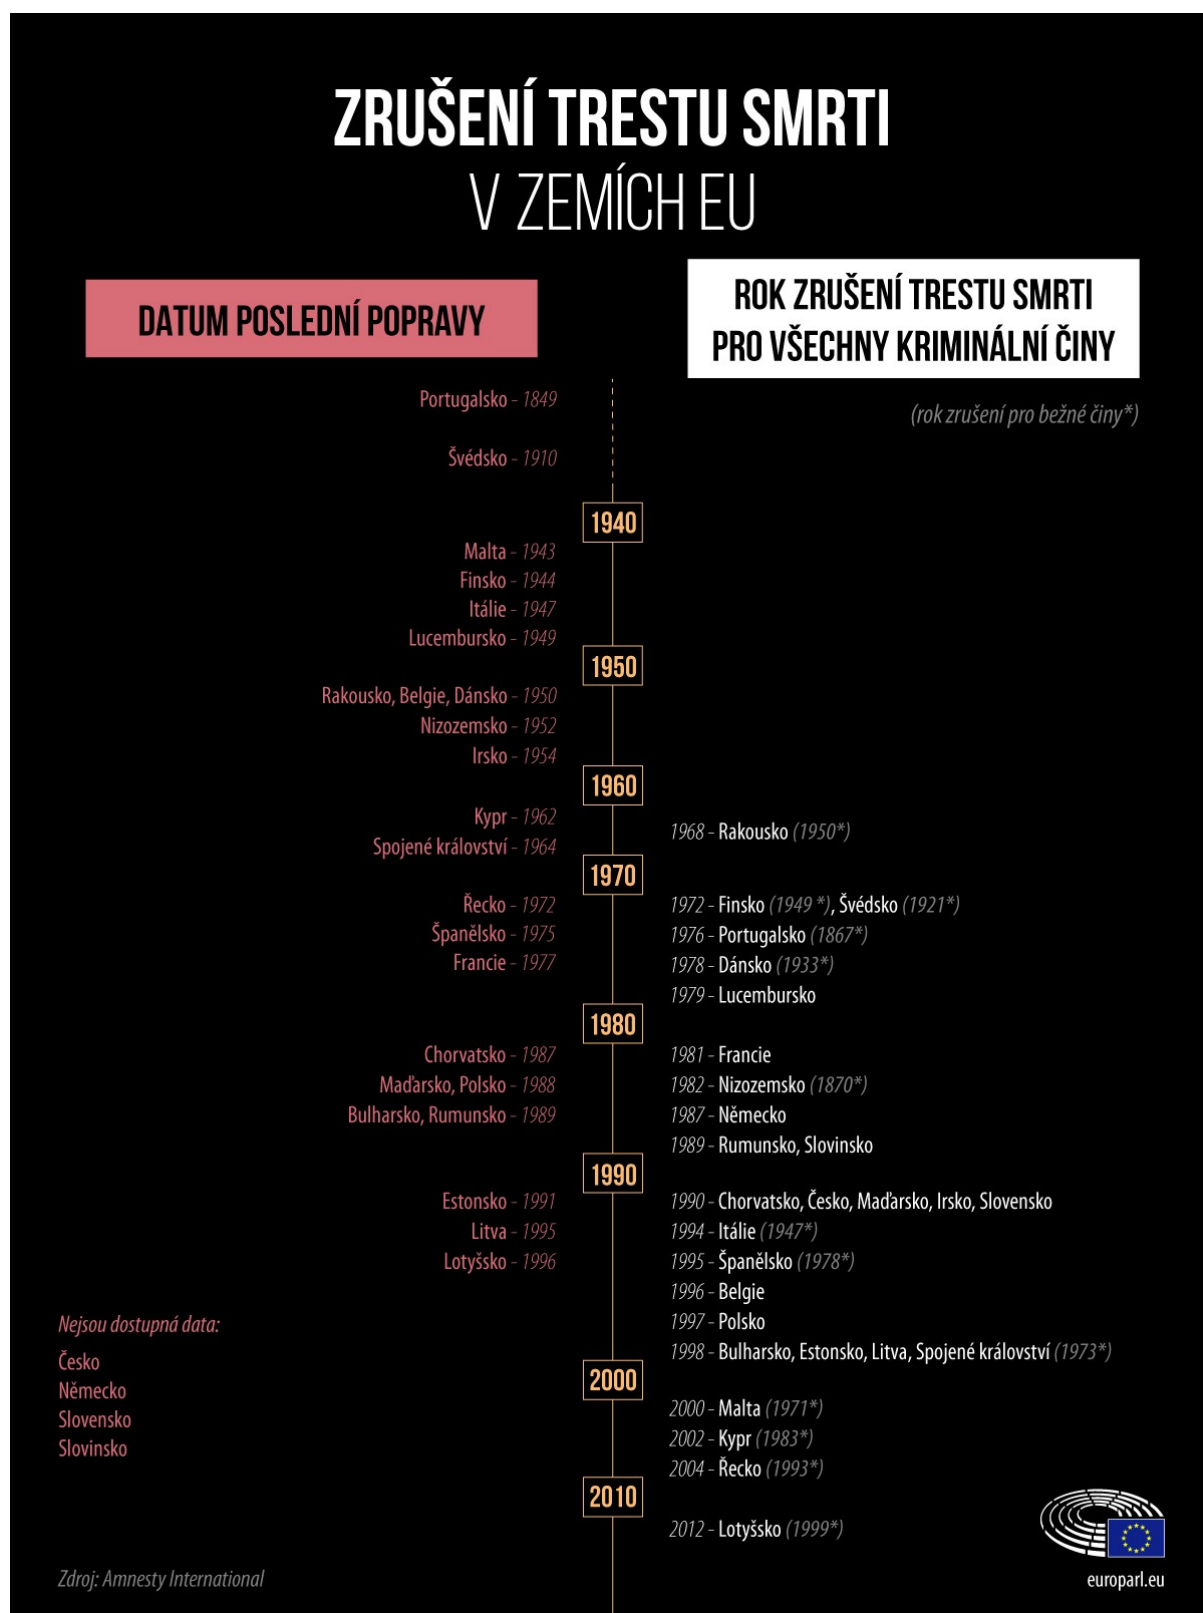 ZRUŠENÍ TRESTU SMRTI
V ZEMÍCH EU
DATUM POSLEDNÍ POPRAVY
Portugalsko - 1849
Švédsko - 1910
Malta - 1943
Finsko - 1944
Itálie - 1947
Lucembursko - 1949
Rakousko, Belgie, Dánsko - 1950
Nizozemsko - 1952
Irsko - 1954
Kypr - 1962
Spojené království - 1964
Řecko - 1972
Španělsko - 1975
Francie - 1977
Chorvatsko - 1987
Maďarsko, Polsko - 1988
Bulharsko, Rumunsko - 1989
Estonsko - 1991
Litva - 1995
Lotyšsko - 1996
Nejsou dostupná data:
Česko
Německo
Slovensko
Slovinsko
1940
1950
1960
1970
1980
1990
2000
2010
ROK ZRUŠENÍ TRESTU SMRTI
PRO VŠECHNY KRIMINÁLNÍ ČINY
(rok zrušení pro bežné činy*)
1968 - Rakousko (1950*)
1972 - Finsko (1949 *), Švédsko (1921*)
1976 - Portugalsko (1867*)
1978 - Dánsko (1933*)
1979 - Lucembursko
1981 - Francie
1982 - Nizozemsko (1870*)
1987 - Německo
1989 - Rumunsko, Slovinsko
1990 - Chorvatsko, Česko, Maďarsko, Irsko, Slovensko
1994 - Itálie (1947*)
1995 - Španělsko (1978*)
1996 - Belgie
1997 - Polsko
1998 - Bulharsko, Estonsko, Litva, Spojené království (1973*)
2000 - Malta (1971*)
2002 - Kypr (1983*)
2004 - Řecko (1993*)
2012 - Lotyšsko (1999*)
Zdroj: Amnesty International
europarl.eu